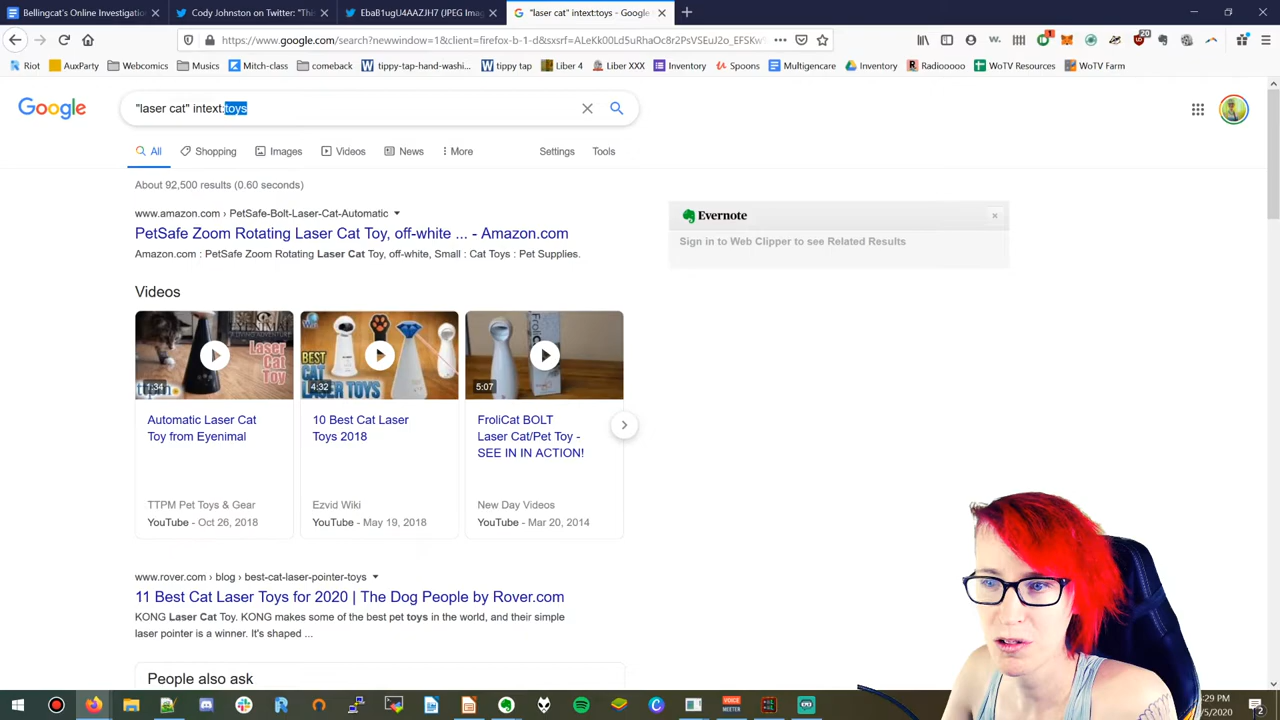 Bellingcat's Online Investigatio
Cody Johnston on Twitter: "This
EbaB1ugU4AAZJH7 (JPEG Imag
"laser cat" intext:toys - Google
https://www.google.com/search?newwindow=1&client=firefox-b-1-d&sxsrf=ALeKk00Ld5uRhaOc8r2PsVSEuJ2o_EFSKw
Riot
AuxParty
Webcomics
Musics
Mitch-class
comeback
tippy-tap-hand-washi...
tippy tap
Liber 4
Liber XXX
Inventory
Spoons
Multigencare
Inventory
Radiooooo
WoTV Resources
WoTV Farm
Google
"laser cat" intext:toys
All
Shopping
Images
Videos
News
More
Settings
Tools
About 92,500 results (0.60 seconds)
www.amazon.com › PetSafe-Bolt-Laser-Cat-Automatic
PetSafe Zoom Rotating Laser Cat Toy, off-white ... - Amazon.com
Amazon.com : PetSafe Zoom Rotating Laser Cat Toy, off-white, Small : Cat Toys : Pet Supplies.
Evernote
Sign in to Web Clipper to see Related Results
Videos
Laser Cat Toy
1:34
BEST CAT LASER TOYS
4:32
5:07
Automatic Laser Cat
Toy from Eyenimal
10 Best Cat Laser
Toys 2018
FroliCat BOLT
Laser Cat/Pet Toy -
SEE IN IN ACTION!
TTPM Pet Toys & Gear
Ezvid Wiki
New Day Videos
YouTube - Oct 26, 2018
YouTube - May 19, 2018
YouTube - Mar 20, 2014
www.rover.com › blog › best-cat-laser-pointer-toys
11 Best Cat Laser Toys for 2020 | The Dog People by Rover.com
KONG Laser Cat Toy. KONG makes some of the best pet toys in the world, and their simple
laser pointer is a winner. It's shaped ...
People also ask
VOICE MEETER
:29 PM
/5/2020
2